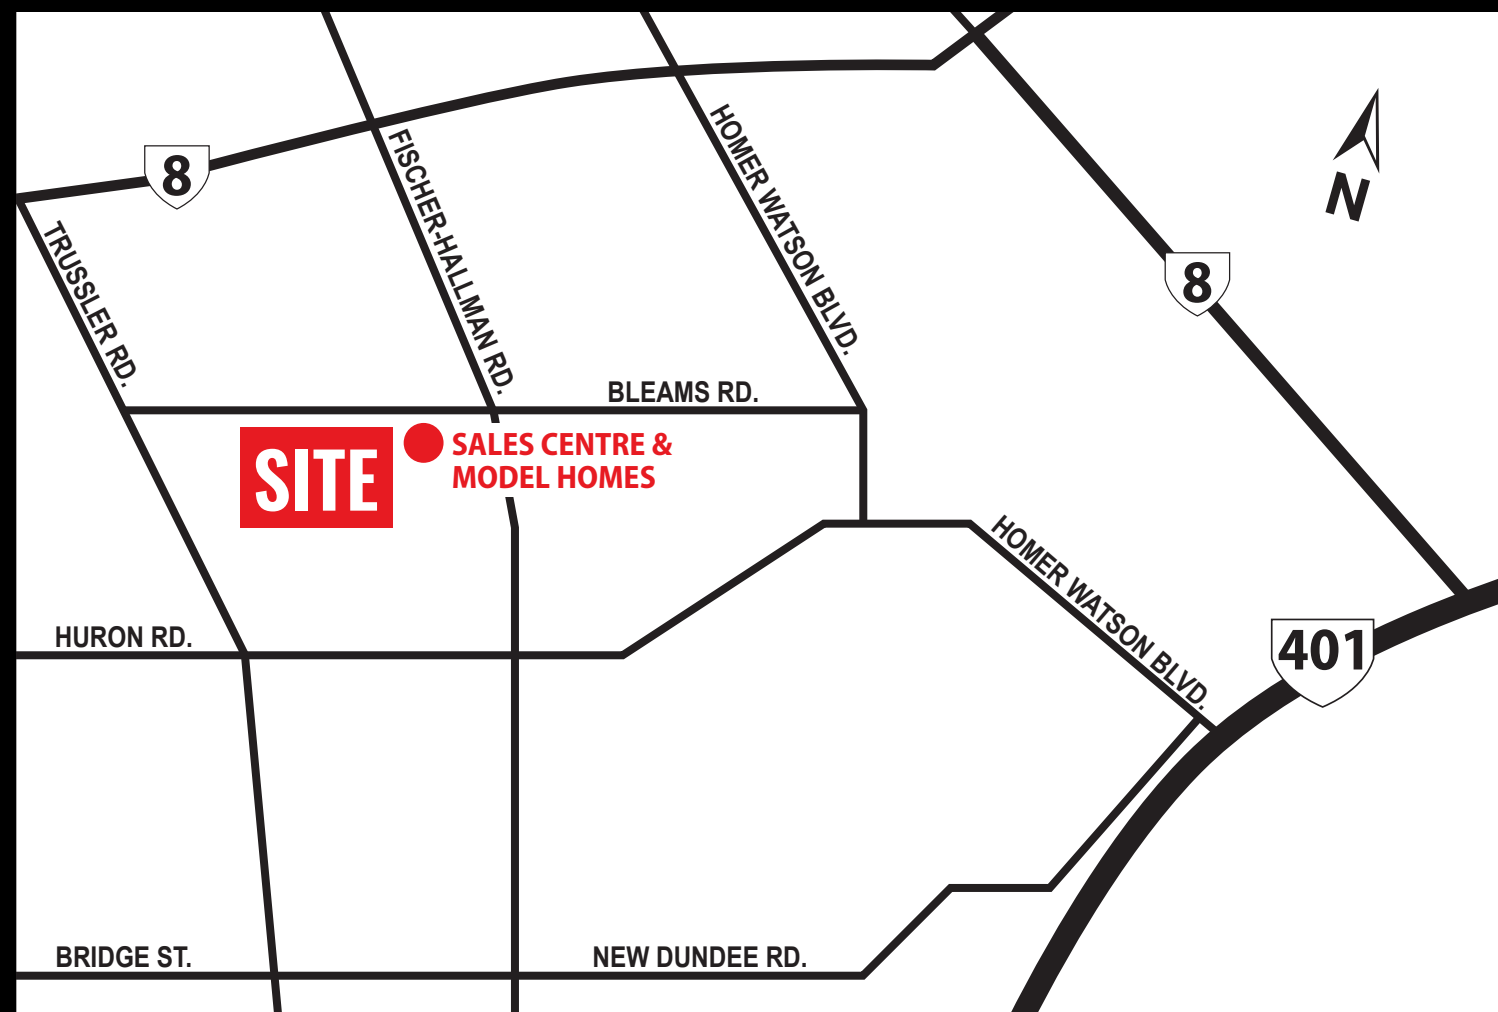 8
FISCHER-HALLMAN RD.
HOMER WATSON BLVD.
N
TRUSSLER RD.
8
BLEAMS RD.
SITE
SALES CENTRE &
MODEL HOMES
HOMER WATSON BLVD.
HURON RD.
401
BRIDGE ST.
NEW DUNDEE RD.